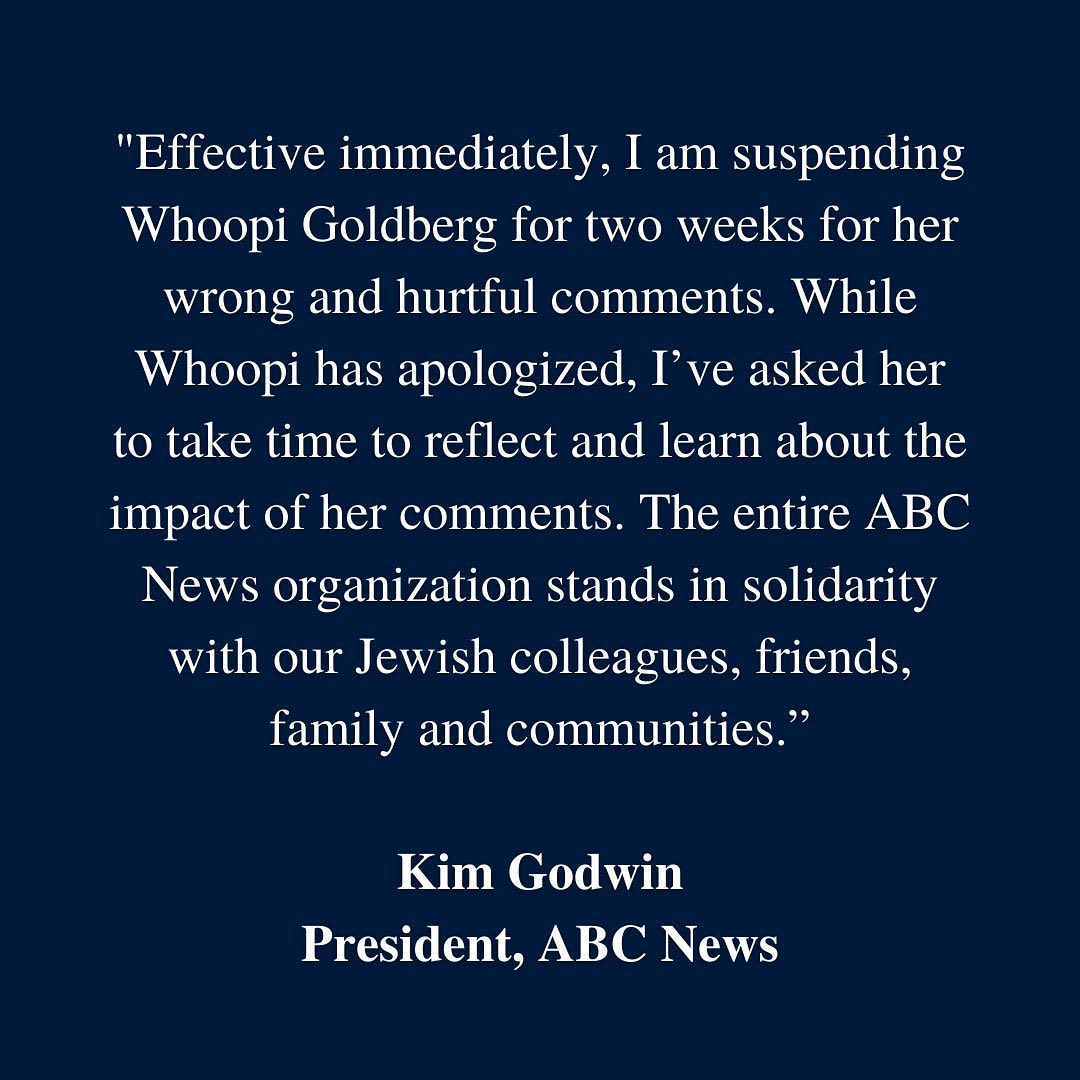 "Effective immediately, I am suspending
Whoopi Goldberg for two weeks for her
wrong and hurtful comments. While
Whoopi has apologized, I’ve asked her
to take time to reflect and learn about the
impact of her comments. The entire ABC
News organization stands in solidarity
with our Jewish colleagues, friends,
family and communities.”
Kim Godwin
President, ABC News